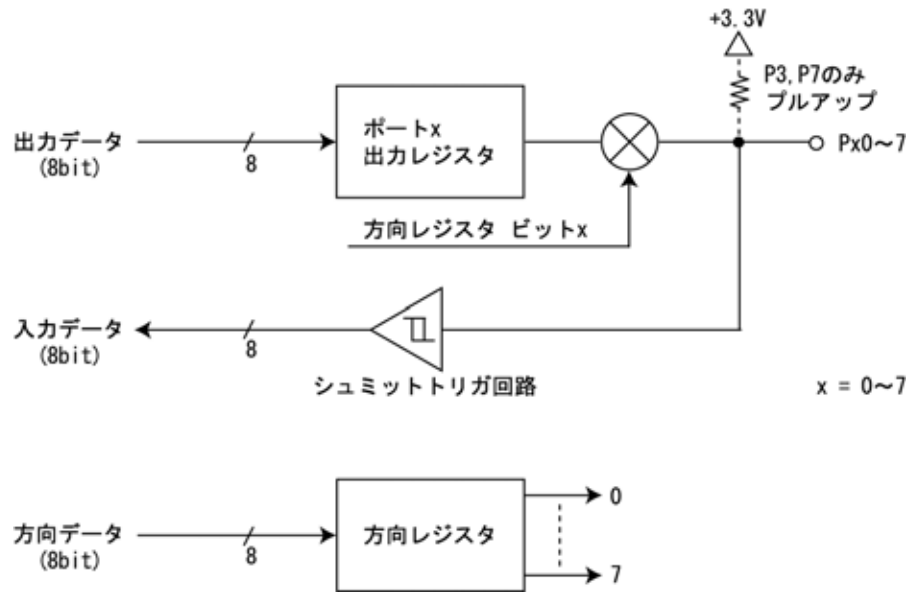 +3.3V
P3,P7のみ
プルアップ
出力データ
(8bit)
8
ポートx
出力レジスタ
Px0～7
方向レジスタ ビットx
入力データ
(8bit)
8
シュミットトリガ回路
x = 0～7
方向データ
(8bit)
8
方向レジスタ
0
7